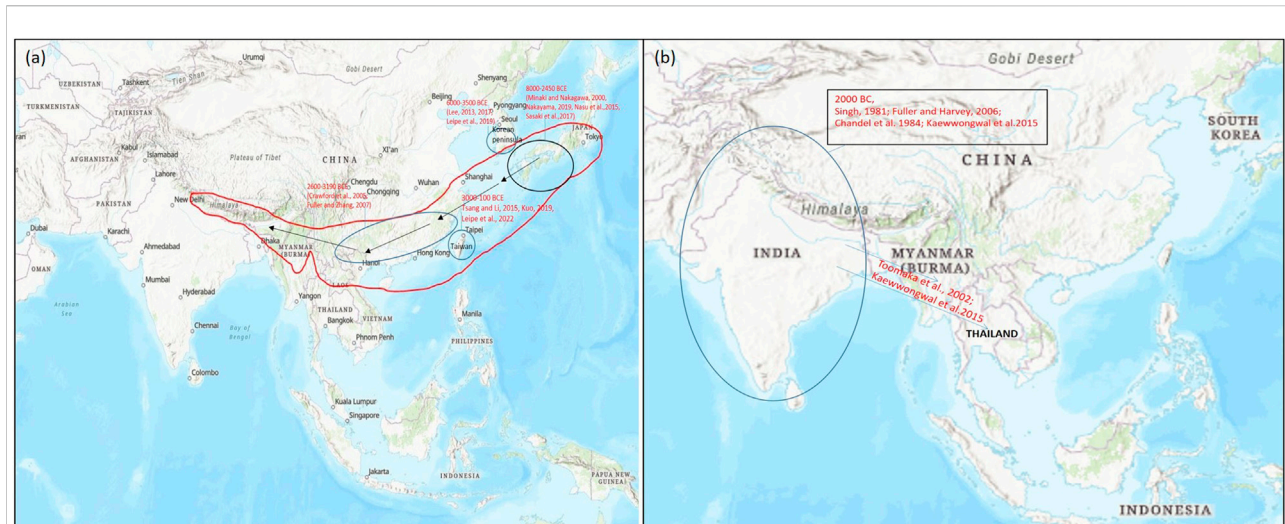 (a)
Urumqi
Gobi Desert
UZBEKISTAN
Tashkent
Tien Shan
Shenyang
8000-2450 BCE
(Minaki and Nakagawa, 2000,
Nakayama, 2019, Nasu et al.,2015,
Sasaki et al.,2017)
TURKMENISTAN
TAJIKISTAN
Beijing
6000-3500 BCE
(Lee, 2013, 2017,
Leipe et al., 2019)
Pyongyang
Seoul
Korean
peninsula
JAPAN
Tokyo
Kabul
Islamabad
AFGHANISTAN
Plateau of Tibet
CHINA
Xi'an
Lahore
Chengdu
Chongqing
Wuhan
Shanghai
2600-3190 BCE,
(Crawford et al., 2005,
Fuller and Zhang, 2007)
PAKISTAN
New Delhi
Himalaya
3000-100 BCE
Tsang and Li, 2015, Kuo, 2019,
Leipe et al., 2022
Dubai
Karachi
Ahmedabad
Dhaka
MYANMAR
(BURMA)
Hanoi
Hong Kong
Taipei
Taiwan
OMAN
Mumbai
LAOS
Arabian
Sea
Hyderabad
Yangon
THAILAND
Bay of
Bengal
Chennai
Bangkok
VIETNAM
Manila
Phnom Penh
PHILIPPINES
Colombo
Kuala Lumpur
Singapore
Jakarta
INDONESIA
PAPUA NEW
GUINEA
(b)
Gobi Desert
2000 BC,
Singh, 1981; Fuller and Harvey, 2006;
Chandel et al. 1984; Kaewwongwal et al.2015
SOUTH
KOREA
CHINA
Himalaya
INDIA
MYANMAR
(BURMA)
Toomaka et al., 2002;
Kaewwongwal et al.2015
THAILAND
INDONESIA